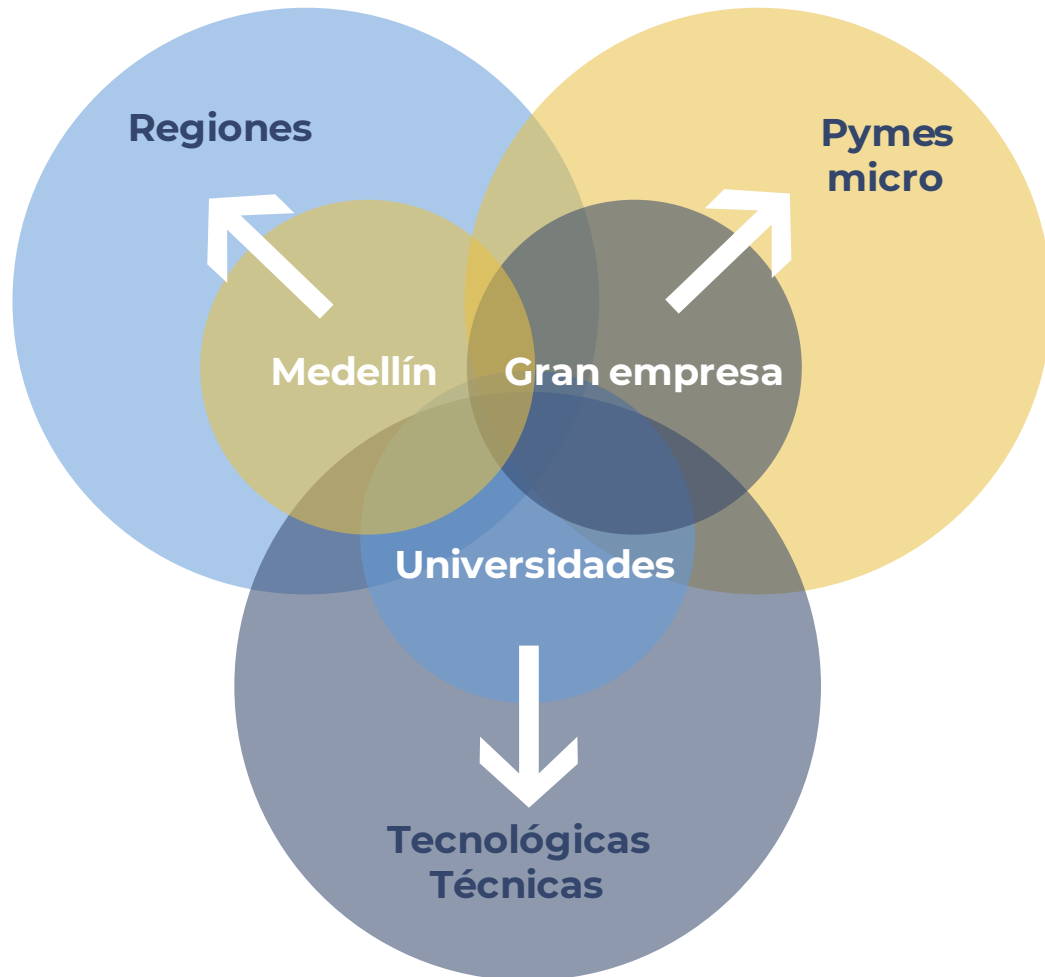 Regiones
Pymes
micro
Medellín
Gran empresa
Universidades
Tecnológicas
Técnicas